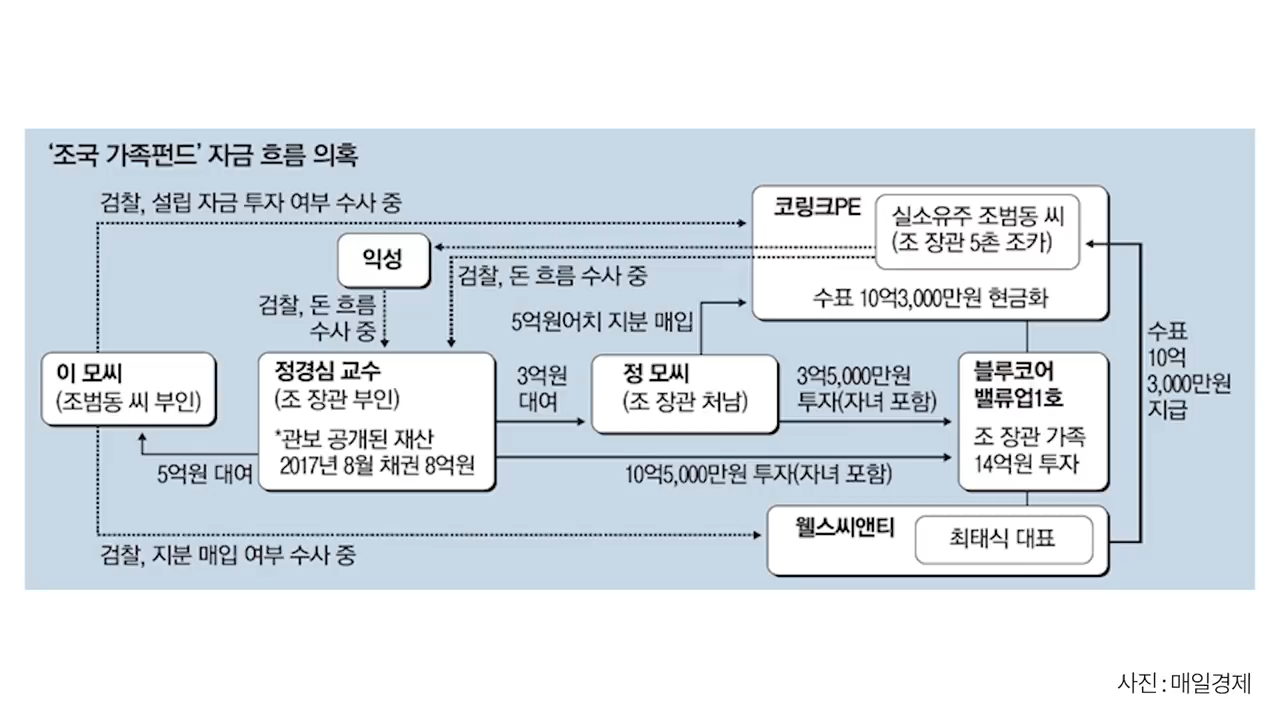 ‘조국 가족펀드’ 자금 흐름 의혹
검찰, 설립 자금 투자 여부 수사 중
코링크PE
실소유주 조범동 씨
(조 장관 5촌 조카)
수표 10억3,000만원 현금화
익성
검찰, 돈 흐름 수사 중
검찰, 돈 흐름
수사 중
5억원어치 지분 매입
수표
10억
3,000만원
지급
이 모씨
(조범동 씨 부인)
정경심 교수
(조 장관 부인)
*관보 공개된 재산
2017년 8월 채권 8억원
3억원
대여
정 모씨
(조 장관 처남)
3억5,000만원
투자(자녀 포함)
블루코어
밸류업1호
조 장관 가족
14억원 투자
5억원 대여
10억5,000만원 투자(자녀 포함)
웰스씨앤티
최태식 대표
검찰, 지분 매입 여부 수사 중
사진 : 매일경제